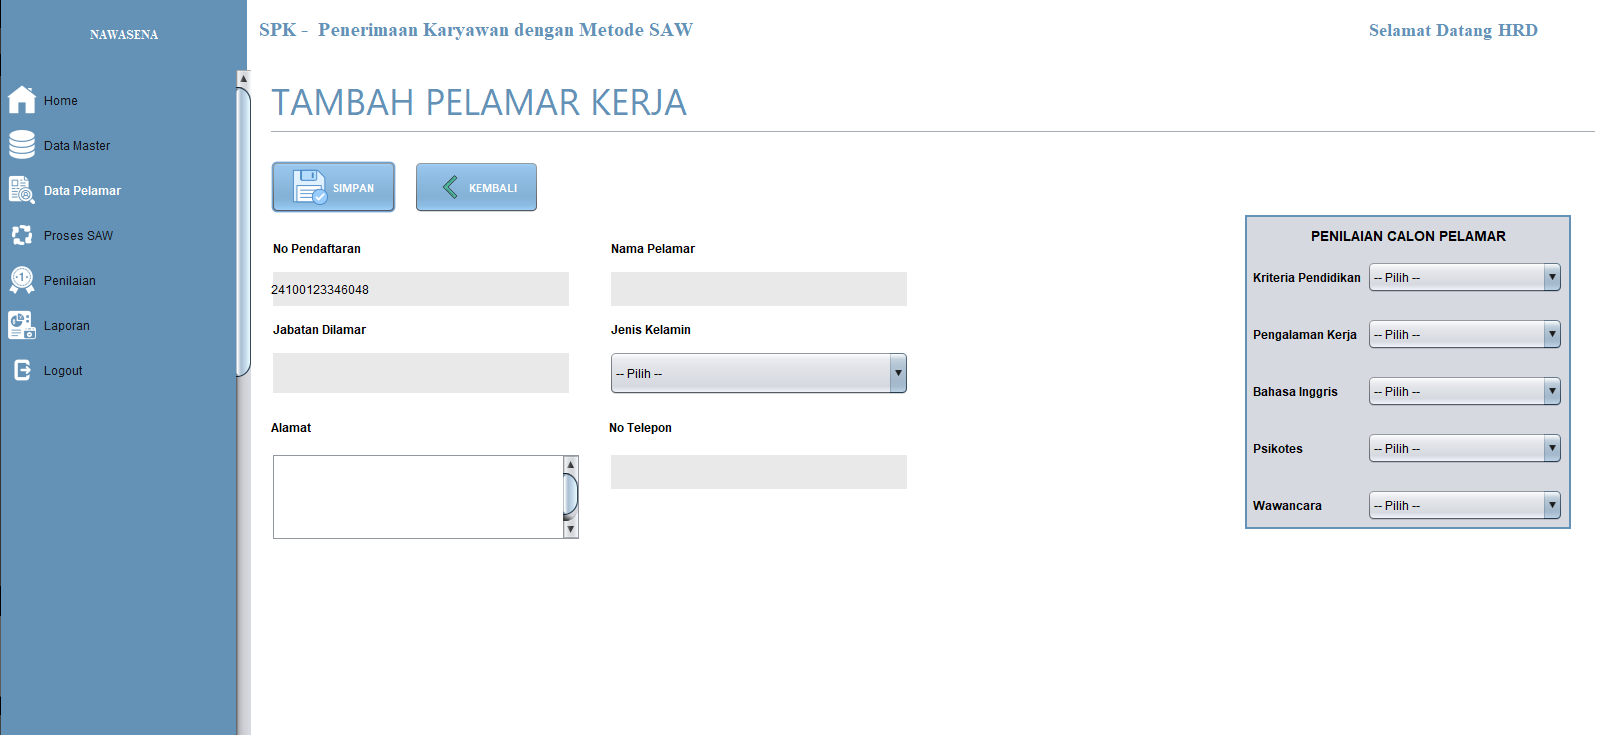 NAWASENA
SPK -  Penerimaan Karyawan dengan Metode SAW
Selamat Datang HRD
Home
Data Master
Data Pelamar
Proses SAW
Penilaian
Laporan
Logout
TAMBAH PELAMAR KERJA
SIMPAN
KEMBALI
No Pendaftaran
Nama Pelamar
24100123346048
Jabatan Dilamar
Jenis Kelamin
-- Pilih --
Alamat
No Telepon
PENILAIAN CALON PELAMAR
Kriteria Pendidikan -- Pilih --
Pengalaman Kerja -- Pilih --
Bahasa Inggris -- Pilih --
Psikotes -- Pilih --
Wawancara -- Pilih --